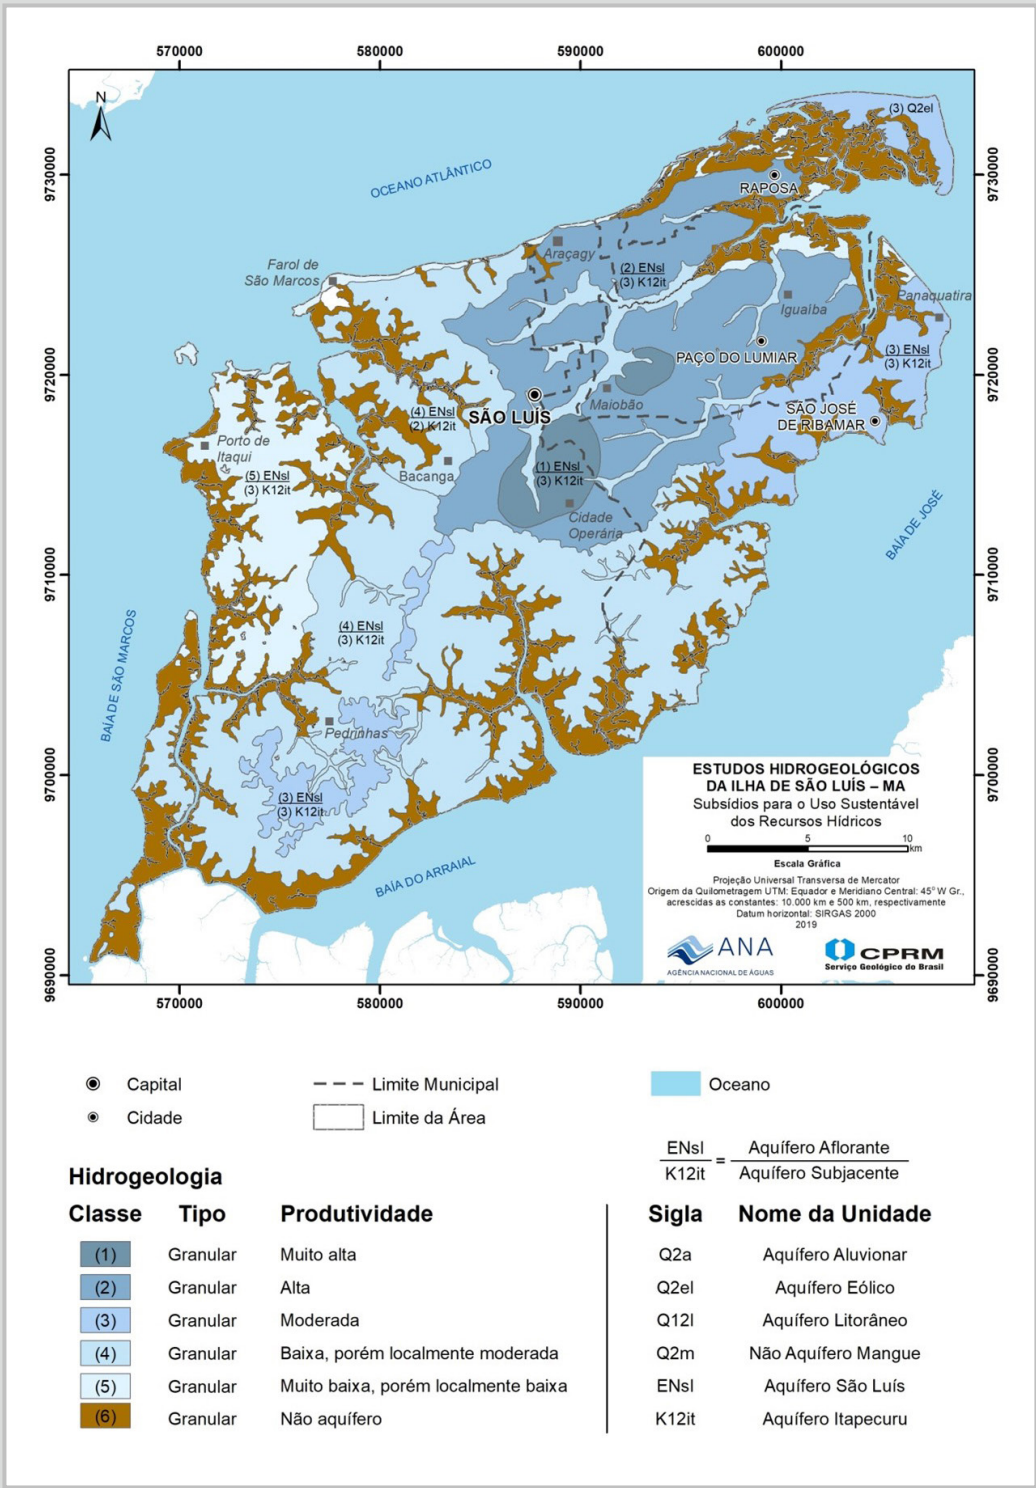 570000
580000
590000
600000
N
9730000
9720000
9710000
9700000
9690000
9730000
9720000
9710000
9700000
9690000
OCEANO ATLÂNTICO
(3) Q2el
RAPOSA
Araçagy
Farol de
São Marcos
(2) ENsl
(3) K12it
Iguaíba
Panaquatira
PAÇO DO LUMIAR
(3) ENsl
(3) K12it
SÃO LUÍS
Maiobão
SÃO JOSÉ
DE RIBAMAR
(4) ENsl
(2) K12it
Porto de
Itaqui
Bacanga
(5) ENsl
(3) K12it
(1) ENsl
(3) K12it
Cidade
Operária
BAÍA DE JOSÉ
(4) ENsl
(3) K12it
BAÍA DE SÃO MARCOS
Pedrinhas
(3) ENsl
(3) K12it
BAÍA DO ARRAIAL
ESTUDOS HIDROGEOLÓGICOS
DA ILHA DE SÃO LUÍS – MA
Subsídios para o Uso Sustentável
dos Recursos Hídricos
0 5 10
km
Escala Gráfica
Projeção Universal Transversa de Mercator
Origem da Quilometragem UTM: Equador e Meridiano Central: 45° W Gr.,
acrescidas as constantes: 10.000 km e 500 km, respectivamente
Datum horizontal: SIRGAS 2000
2019
ANA
AGÊNCIA NACIONAL DE ÁGUAS
CPRM
Serviço Geológico do Brasil
570000
580000
590000
600000
Capital
Limite Municipal
Oceano
Cidade
Limite da Área
ENsl
K12it
=
Aquífero Aflorante
Aquífero Subjacente
Hidrogeologia
Classe Tipo Produtividade
(1) Granular Muito alta
(2) Granular Alta
(3) Granular Moderada
(4) Granular Baixa, porém localmente moderada
(5) Granular Muito baixa, porém localmente baixa
(6) Granular Não aquífero
Sigla Nome da Unidade
Q2a Aquífero Aluvionar
Q2el Aquífero Eólico
Q12l Aquífero Litorâneo
Q2m Não Aquífero Mangue
ENsl Aquífero São Luís
K12it Aquífero Itapecuru